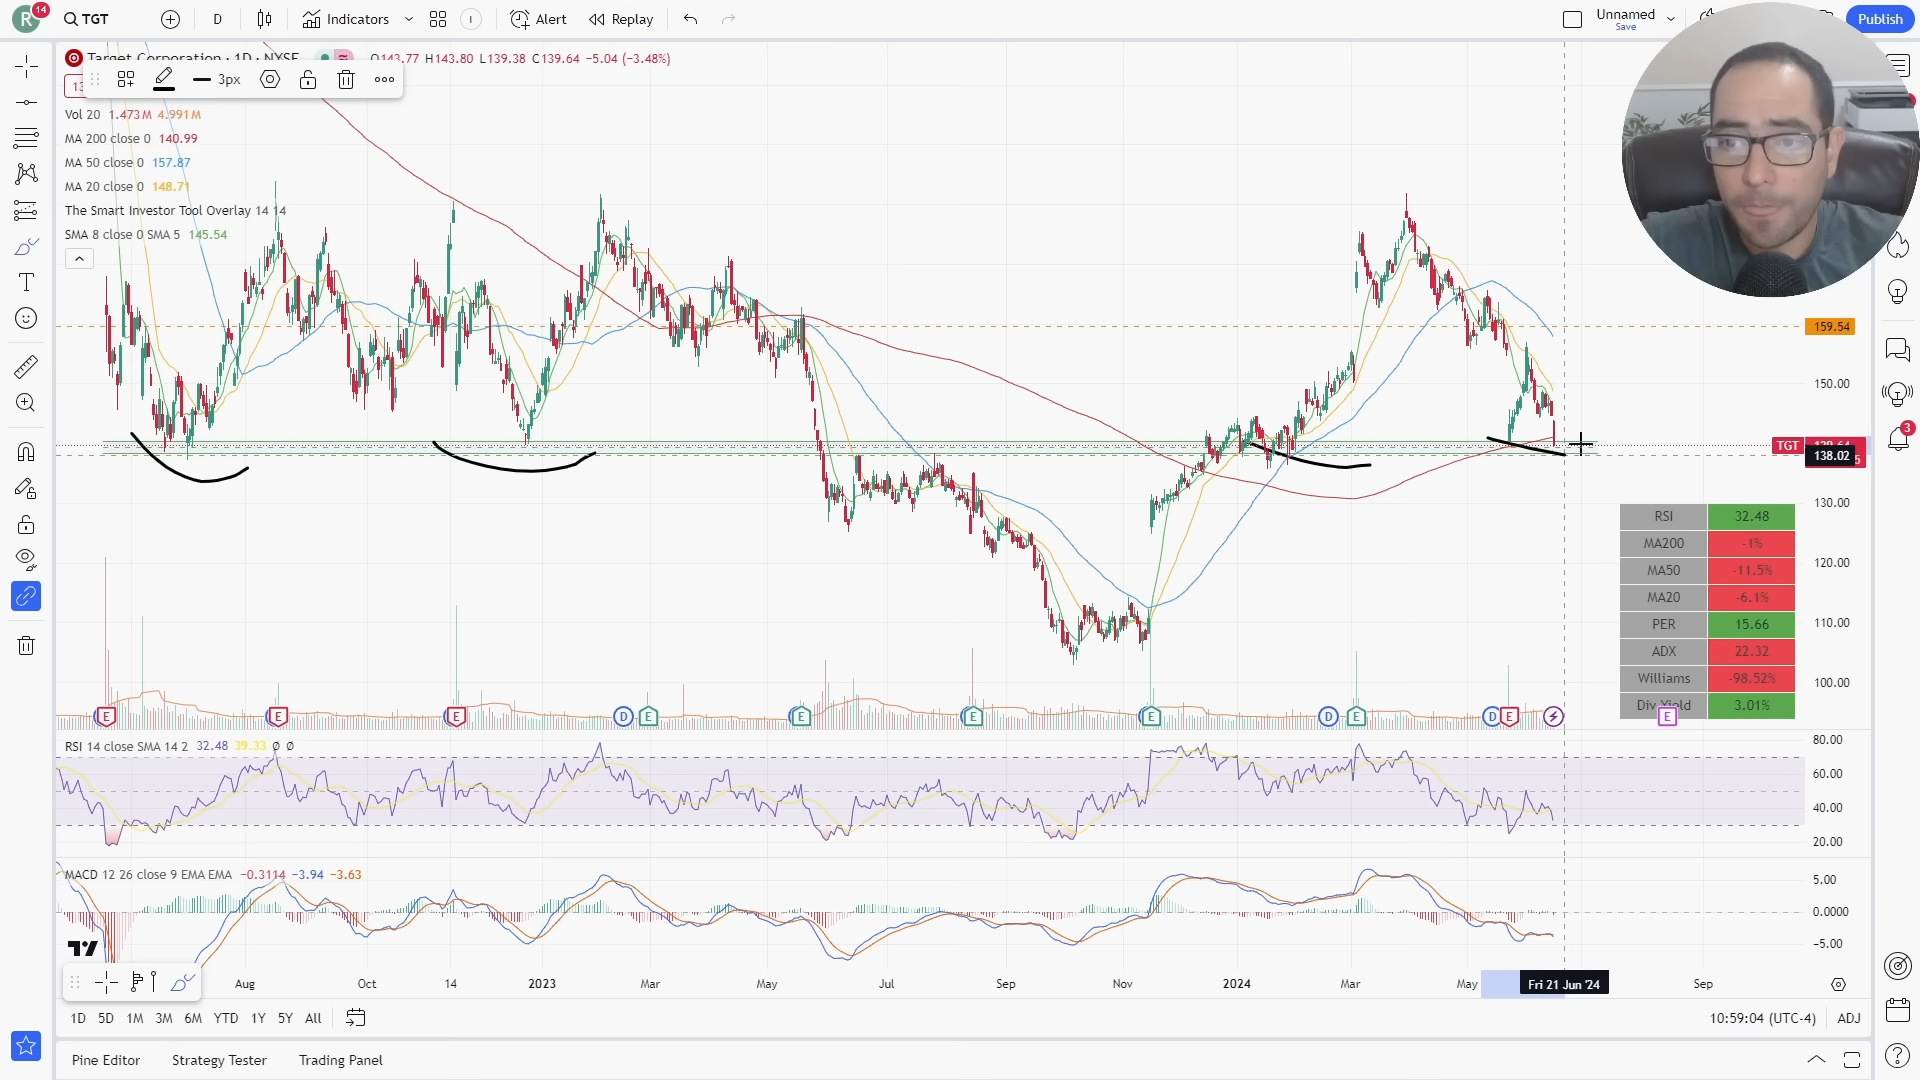 R 14 TGT D Indicators Alert Replay Unnamed Save Publish
Target Corporation · 1D · NYSE O143.77 H143.80 L139.38 C139.64 −5.04 (−3.48%)
3px
Vol 20 1.473M 4.991M
MA 200 close 0 140.99
MA 50 close 0 157.87
MA 20 close 0 148.71
The Smart Investor Tool Overlay 14 14
SMA 8 close 0 SMA 5 145.54
159.54
150.00
TGT
138.02
130.00
120.00
110.00
100.00
RSI 32.48
MA200 -1%
MA50 -11.5%
MA20 -6.1%
PER 15.66
ADX 22.32
Williams -98.52%
Div Yield 3.01%
E E E D E E E E D E D E E
RSI 14 close SMA 14 2 32.48 39.33 Ø Ø
80.00
60.00
40.00
20.00
MACD 12 26 close 9 EMA EMA −0.3114 −3.94 −3.63
5.00
0.0000
−5.00
Aug Oct 14 2023 Mar May Jul Sep Nov 2024 Mar May Fri 21 Jun '24 Sep
1D 5D 1M 3M 6M YTD 1Y 5Y All 10:59:04 (UTC-4) ADJ
Pine Editor Strategy Tester Trading Panel
3